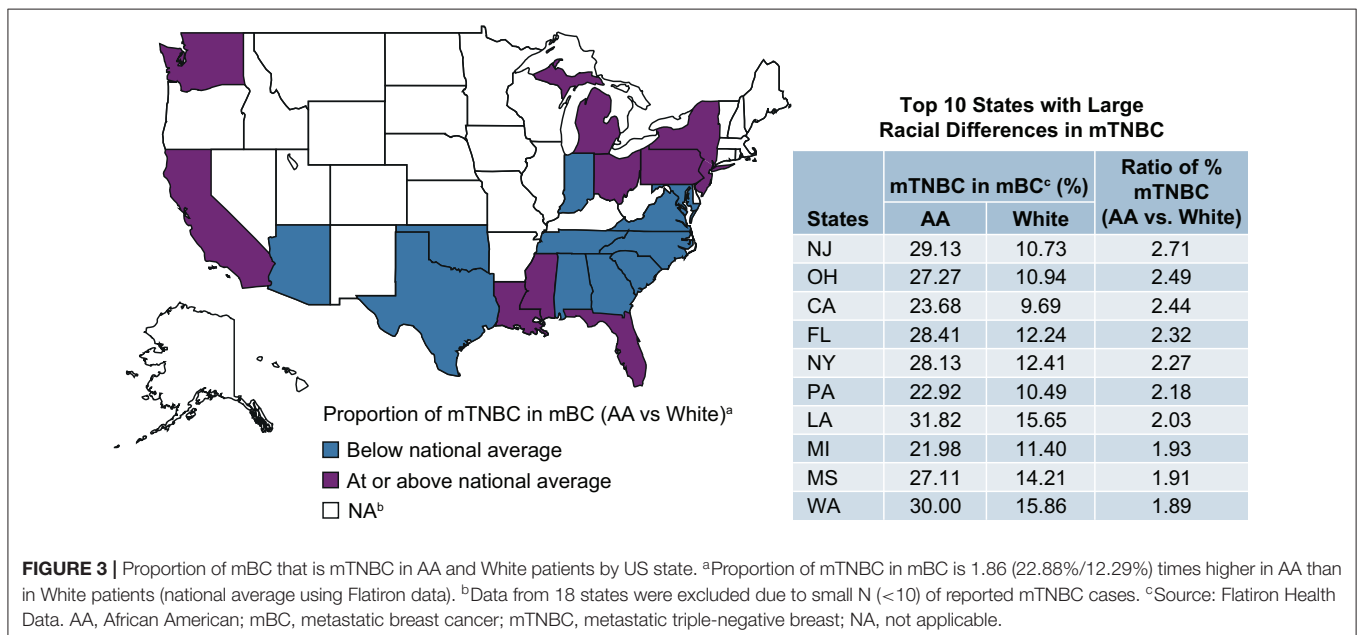 Top 10 States with Large
Racial Differences in mTNBC
States mTNBC in mBCc (%) Ratio of % mTNBC (AA vs. White)
AA White
NJ 29.13 10.73 2.71
OH 27.27 10.94 2.49
CA 23.68 9.69 2.44
FL 28.41 12.24 2.32
NY 28.13 12.41 2.27
PA 22.92 10.49 2.18
LA 31.82 15.65 2.03
MI 21.98 11.40 1.93
MS 27.11 14.21 1.91
WA 30.00 15.86 1.89
Proportion of mTNBC in mBC (AA vs White)a
Below national average
At or above national average
NAb
FIGURE 3 | Proportion of mBC that is mTNBC in AA and White patients by US state. aProportion of mTNBC in mBC is 1.86 (22.88%/12.29%) times higher in AA than
in White patients (national average using Flatiron data). bData from 18 states were excluded due to small N (<10) of reported mTNBC cases. cSource: Flatiron Health
Data. AA, African American; mBC, metastatic breast cancer; mTNBC, metastatic triple-negative breast; NA, not applicable.